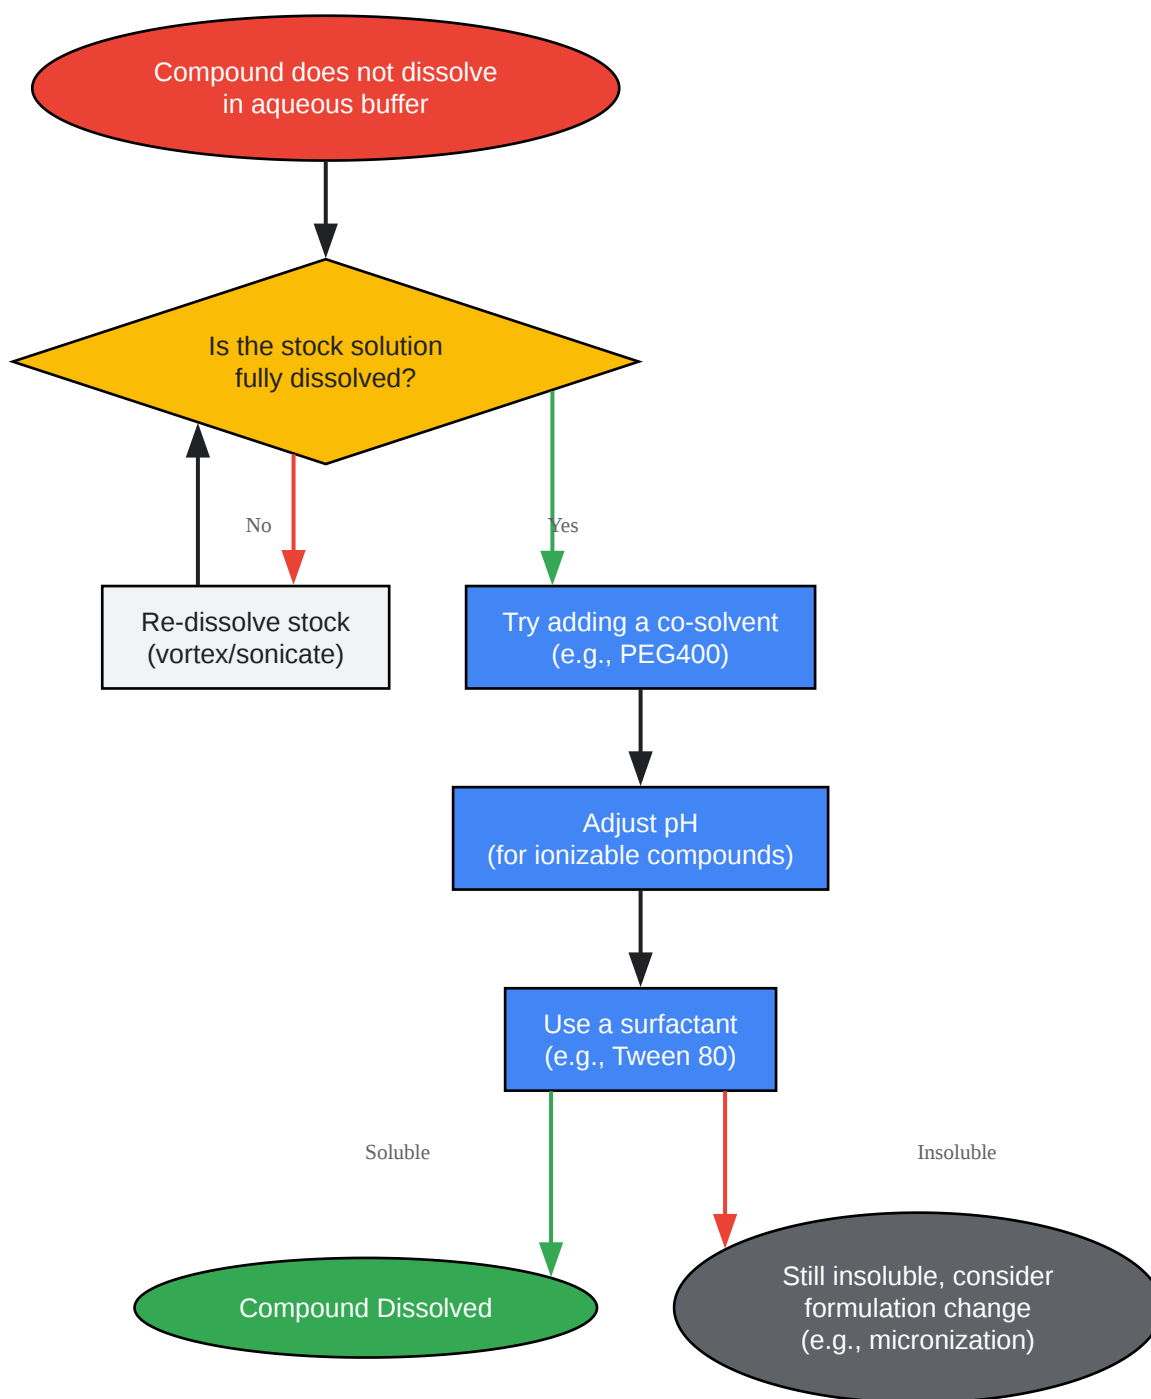 Compound does not dissolve
in aqueous buffer
Is the stock solution
fully dissolved?
No
Yes
Re-dissolve stock
(vortex/sonicate)
Try adding a co-solvent
(e.g., PEG400)
Adjust pH
(for ionizable compounds)
Use a surfactant
(e.g., Tween 80)
Soluble
Insoluble
Compound Dissolved
Still insoluble, consider
formulation change
(e.g., micronization)